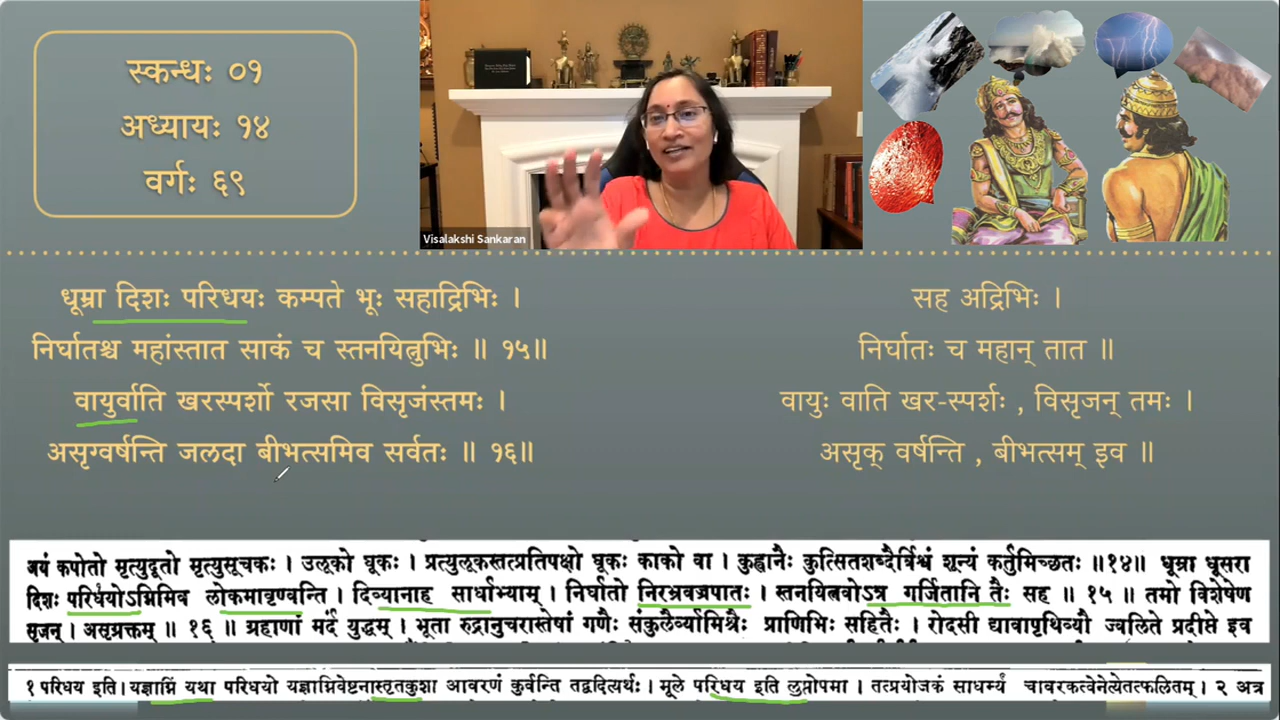 स्कन्धः ०१
अध्यायः १४
वर्गः ६९
Visalakshi Sankaran
धूम्रा दिशः परिधयः कम्पते भूः सहाद्रिभिः ।
निर्घातश्च महांस्तात साकं च स्तनयित्नुभिः ॥ १५॥
वायुर्वाति खरस्पर्शो रजसा विसृजंस्तमः ।
असृग्वर्षन्ति जलदा बीभत्समिव सर्वतः ॥ १६॥
सह अद्रिभिः ।
निर्घातः च महान् तात ॥
वायुः वाति खर-स्पर्शः , विसृजन् तमः ।
असृक् वर्षन्ति , बीभत्सम् इव ॥
अयं कपोतो मृत्युदूतो मृत्युसूचकः । उलूको घूकः । प्रत्युलूकस्तत्प्रतिपक्षो घूकः काको वा । कुह्वानैः कुत्सितशब्दैर्विश्वं शून्यं कर्तुमिच्छतः ॥१४॥ धूम्रा धूसरा
दिशः परिधयोऽग्निमिव लोकमावृण्वन्ति । दिव्यानाह सार्धाभ्याम् । निर्घातो निरभ्रवज्रपातः । स्तनयित्नवोऽत्र गर्जितानि तैः सह ॥ १५ ॥ तमो विशेषेण
सृजन् । असृग्रक्तम् ॥ १६ ॥ ग्रहाणां मर्दं युद्धम् । भूता रुद्रानुचरास्तेषां गणैः संकुलैर्व्यामिश्रैः प्राणिभिः सहितैः । रोदसी द्यावापृथिव्यौ ज्वलिते प्रदीप्ते इव
१ परिधय इति । यज्ञाग्निं यथा परिधयो यज्ञाग्निवेष्टनास्तृतकुशा आवरणं कुर्वन्ति तद्वदित्यर्थः । मूले परिधय इति लुप्तोपमा । तत्प्रयोजकं साधर्म्यं चावरकत्वेनेत्येतत्फलितम् । २ अत्र